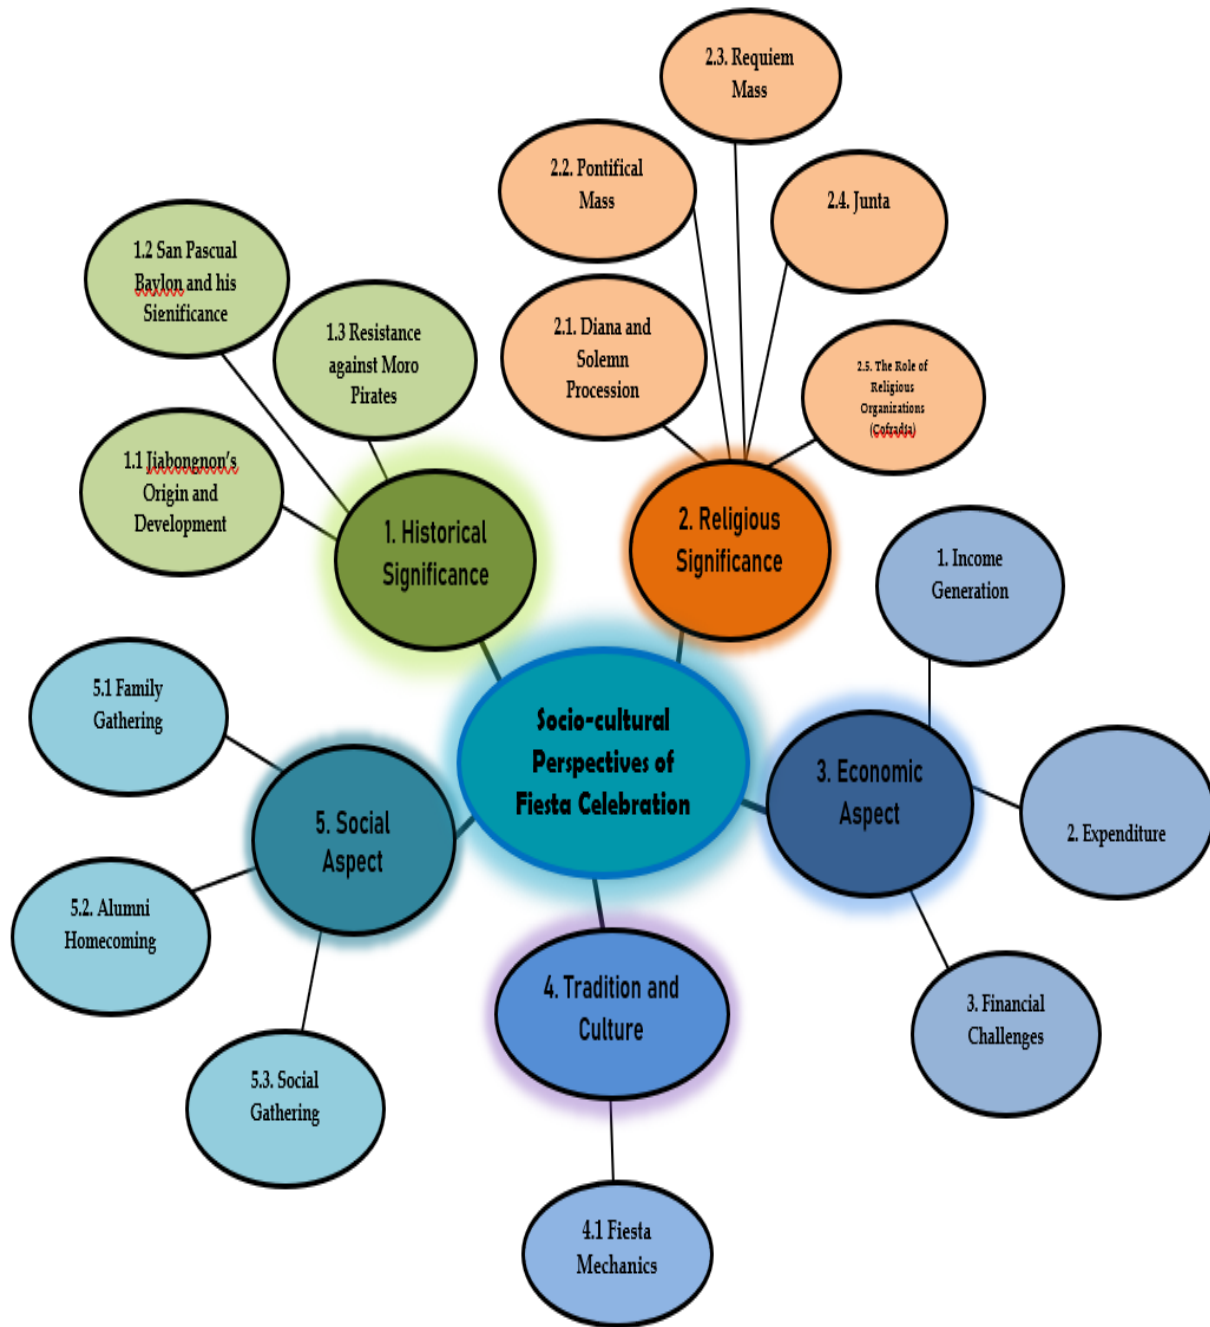 Socio-cultural
Perspectives of
Fiesta Celebration
1. Historical
Significance
1.1 Jiabongnon's
Origin and
Development
1.2 San Pascual
Baylon and his
Significance
1.3 Resistance
against Moro
Pirates
2. Religious
Significance
2.1. Diana and
Solemn
Procession
2.2. Pontifical
Mass
2.3. Requiem
Mass
2.4. Junta
2.5. The Role of
Religious
Organizations
(Cofradia)
3. Economic
Aspect
1. Income
Generation
2. Expenditure
3. Financial
Challenges
4. Tradition and
Culture
4.1 Fiesta
Mechanics
5. Social
Aspect
5.1 Family
Gathering
5.2. Alumni
Homecoming
5.3. Social
Gathering